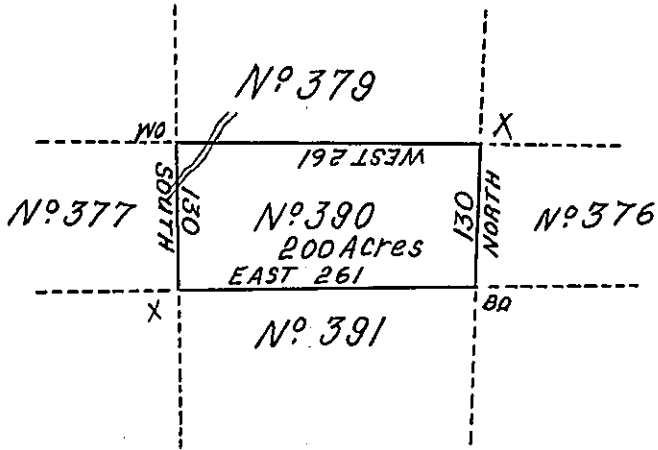 Nº 379
WO
X
WEST 261
SOUTH
130
Nº 377
Nº 390
200 Acres
130
NORTH
Nº 376
EAST 261
X
BO
Nº 391